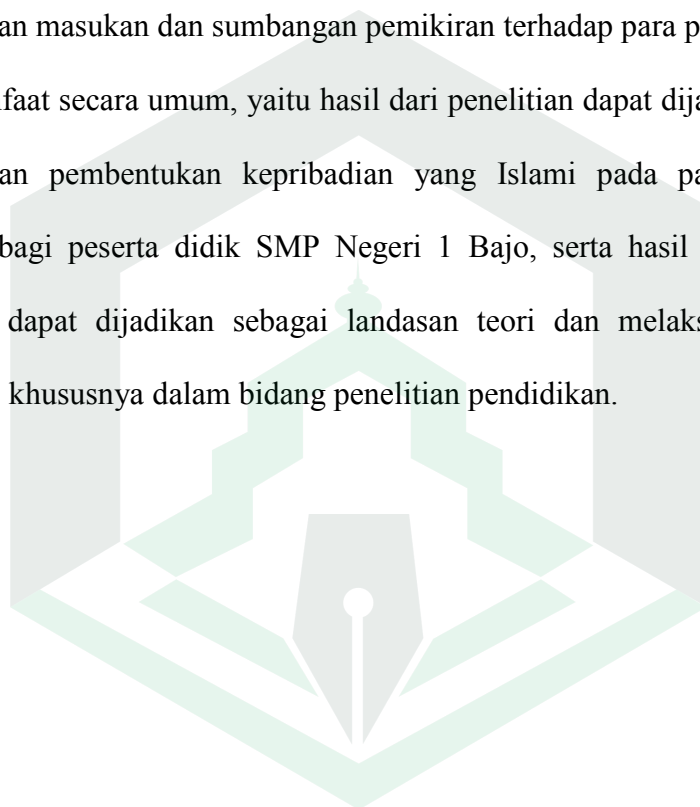 an masukan dan sumbangan pemikiran terhadap para p
faat secara umum, yaitu hasil dari penelitian dapat dija
an pembentukan kepribadian yang Islami pada pa
bagi peserta didik SMP Negeri 1 Bajo, serta hasil
dapat dijadikan sebagai landasan teori dan melaks
khususnya dalam bidang penelitian pendidikan.